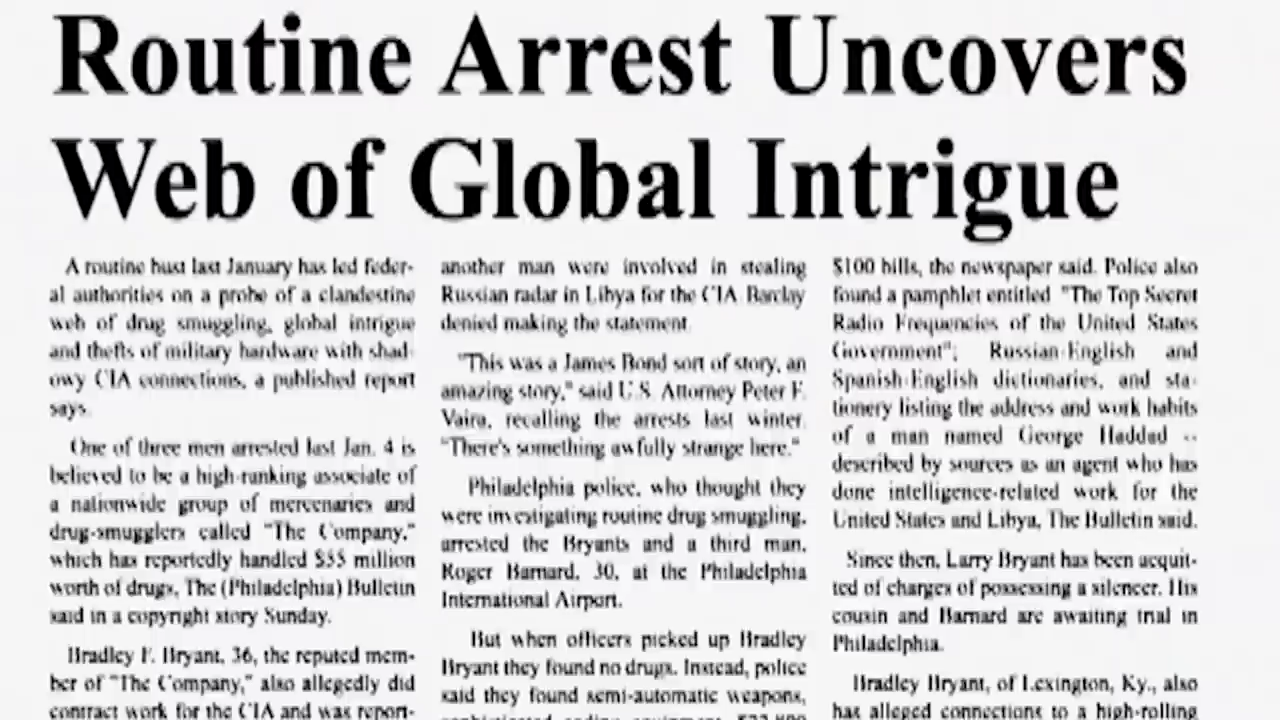 Routine Arrest Uncovers
Web of Global Intrigue
A routine bust last January has led feder-
al authorities on a probe of a clandestine
web of drug smuggling, global intrigue
and thefts of military hardware with shad-
owy CIA connections, a published report
says.
One of three men arrested last Jan. 4 is
believed to be a high-ranking associate of
a nationwide group of mercenaries and
drug-smugglers called "The Company,"
which has reportedly handled $55 million
worth of drugs, The (Philadelphia) Bulletin
said in a copyright story Sunday.
Bradley F. Bryant, 36, the reputed mem-
ber of "The Company," also allegedly did
contract work for the CIA and was report-
another man were involved in stealing
Russian radar in Libya for the CIA. Barclay
denied making the statement.
"This was a James Bond sort of story, an
amazing story," said U.S. Attorney Peter F.
Vaira, recalling the arrests last winter.
"There's something awfully strange here."
Philadelphia police, who thought they
were investigating routine drug smuggling,
arrested the Bryants and a third man,
Roger Barnard, 30, at the Philadelphia
International Airport.
But when officers picked up Bradley
Bryant they found no drugs. Instead, police
said they found semi-automatic weapons,
$100 bills, the newspaper said. Police also
found a pamphlet entitled "The Top Secret
Radio Frequencies of the United States
Government"; Russian-English and
Spanish-English dictionaries, and sta-
tionery listing the address and work habits
of a man named George Haddad --
described by sources as an agent who has
done intelligence-related work for the
United States and Libya, The Bulletin said.
Since then, Larry Bryant has been acquit-
ted of charges of possessing a silencer. His
cousin and Barnard are awaiting trial in
Philadelphia.
Bradley Bryant, of Lexington, Ky., also
has alleged connections to a high-rolling